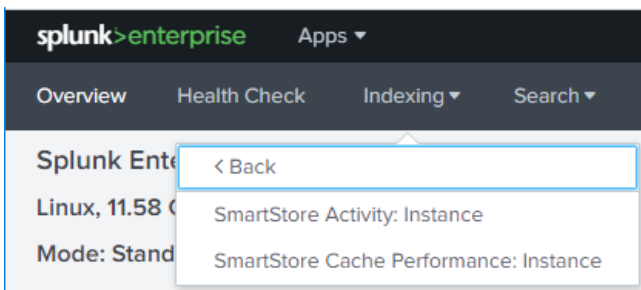 splunk>enterprise Apps ▾
Overview Health Check Indexing ▾ Search ▾
Splunk Ente
< Back
Linux, 11.58
SmartStore Activity: Instance
Mode: Stand
SmartStore Cache Performance: Instance